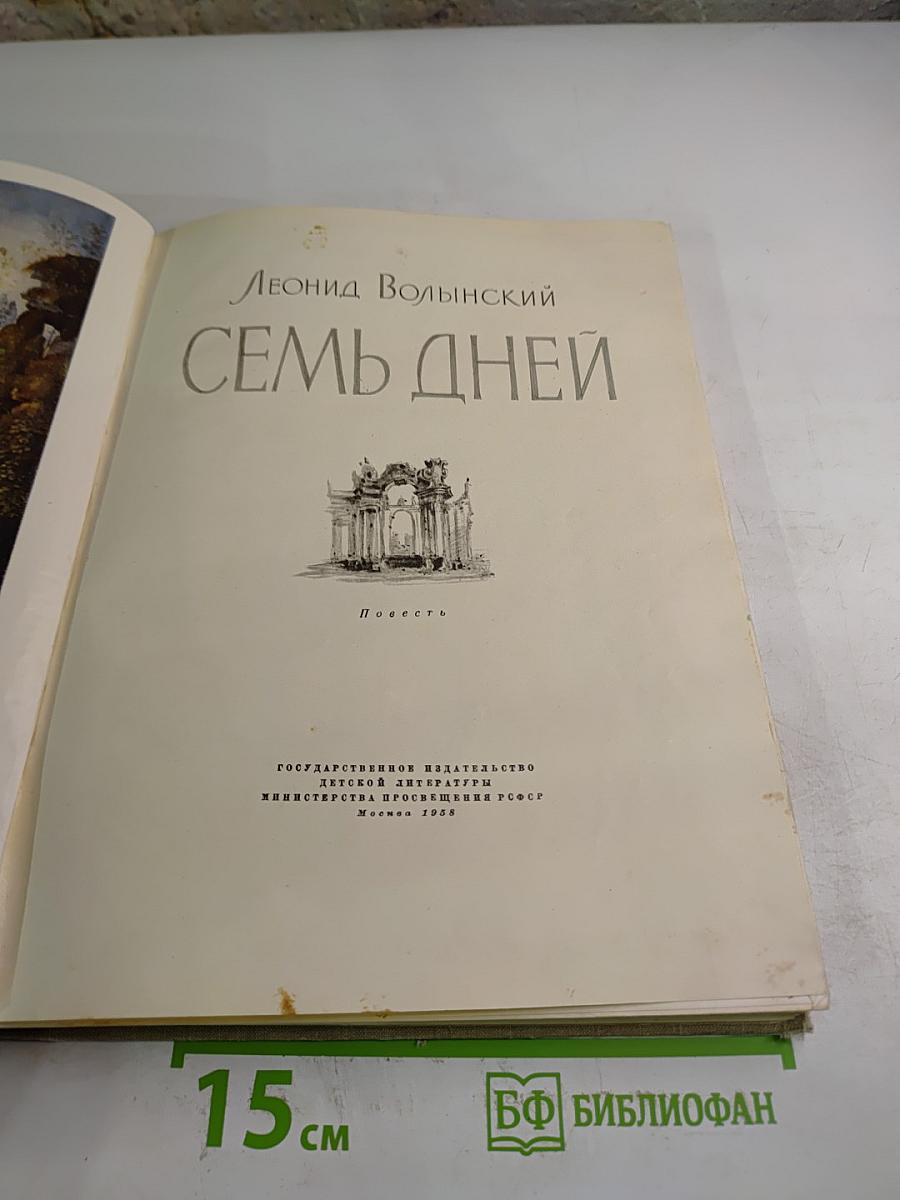 Леонид Волынский
СЕМЬ ДНЕЙ
Повесть
ГОСУДАРСТВЕННОЕ ИЗДАТЕЛЬСТВО
ДЕТСКОЙ ЛИТЕРАТУРЫ
МИНИСТЕРСТВА ПРОСВЕЩЕНИЯ РСФСР
Москва 1958
15 см
БФ БИБЛИОФАН